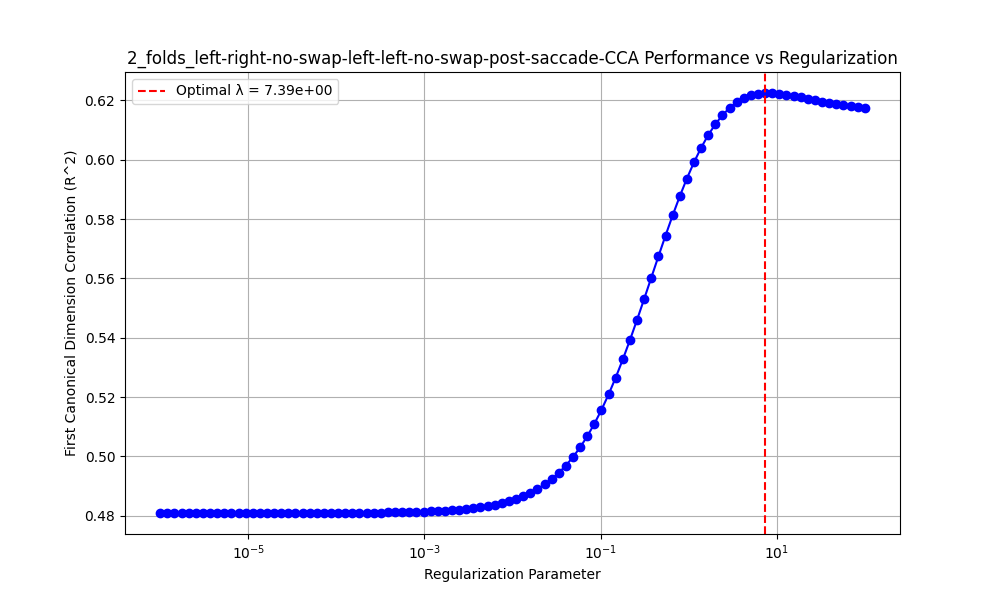 2_folds_left-right-no-swap-left-left-no-swap-post-saccade-CCA Performance vs Regularization
Optimal λ = 7.39e+00
First Canonical Dimension Correlation (R^2)
0.62
0.60
0.58
0.56
0.54
0.52
0.50
0.48
10⁻⁵ 10⁻³ 10⁻¹ 10¹
Regularization Parameter